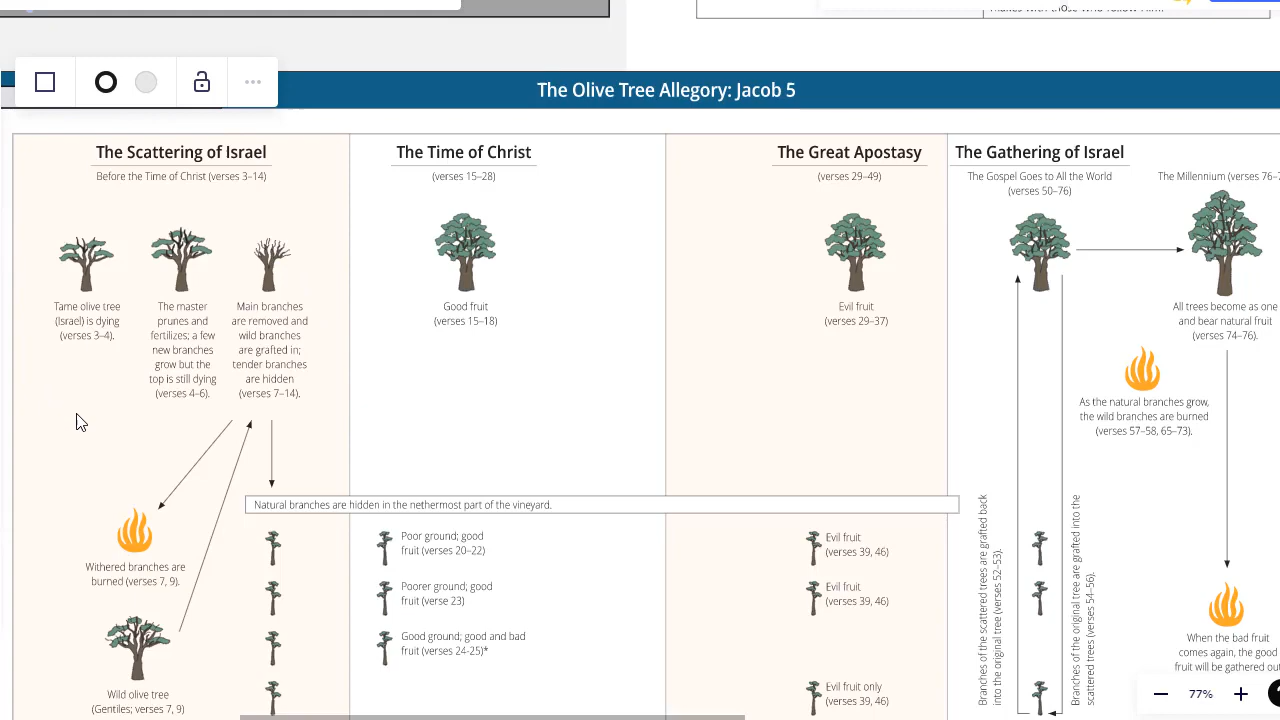 The Olive Tree Allegory: Jacob 5
The Scattering of Israel
Before the Time of Christ (verses 3–14)
Tame olive tree
(Israel) is dying
(verses 3–4).
The master
prunes and
fertilizes; a few
new branches
grow but the
top is still dying
(verses 4–6).
Main branches
are removed and
wild branches
are grafted in;
tender branches
are hidden
(verses 7–14).
Withered branches are
burned (verses 7, 9).
Wild olive tree
(Gentiles; verses 7, 9)
Natural branches are hidden in the nethermost part of the vineyard.
The Time of Christ
(verses 15–28)
Good fruit
(verses 15–18)
Poor ground; good
fruit (verses 20–22)
Poorer ground; good
fruit (verse 23)
Good ground; good and bad
fruit (verses 24-25)*
The Great Apostasy
(verses 29–49)
Evil fruit
(verses 29–37)
Evil fruit
(verses 39, 46)
Evil fruit
(verses 39, 46)
Evil fruit only
(verses 39, 46)
The Gathering of Israel
The Gospel Goes to All the World
(verses 50–76)
Branches of the scattered trees are grafted back
into the original tree (verses 52–53).
Branches of the original tree are grafted into the
scattered trees (verses 54–56).
As the natural branches grow,
the wild branches are burned
(verses 57–58, 65–73).
The Millennium (verses 76–7
All trees become as one
and bear natural fruit
(verses 74–76).
When the bad fruit
comes again, the good
fruit will be gathered out
77%